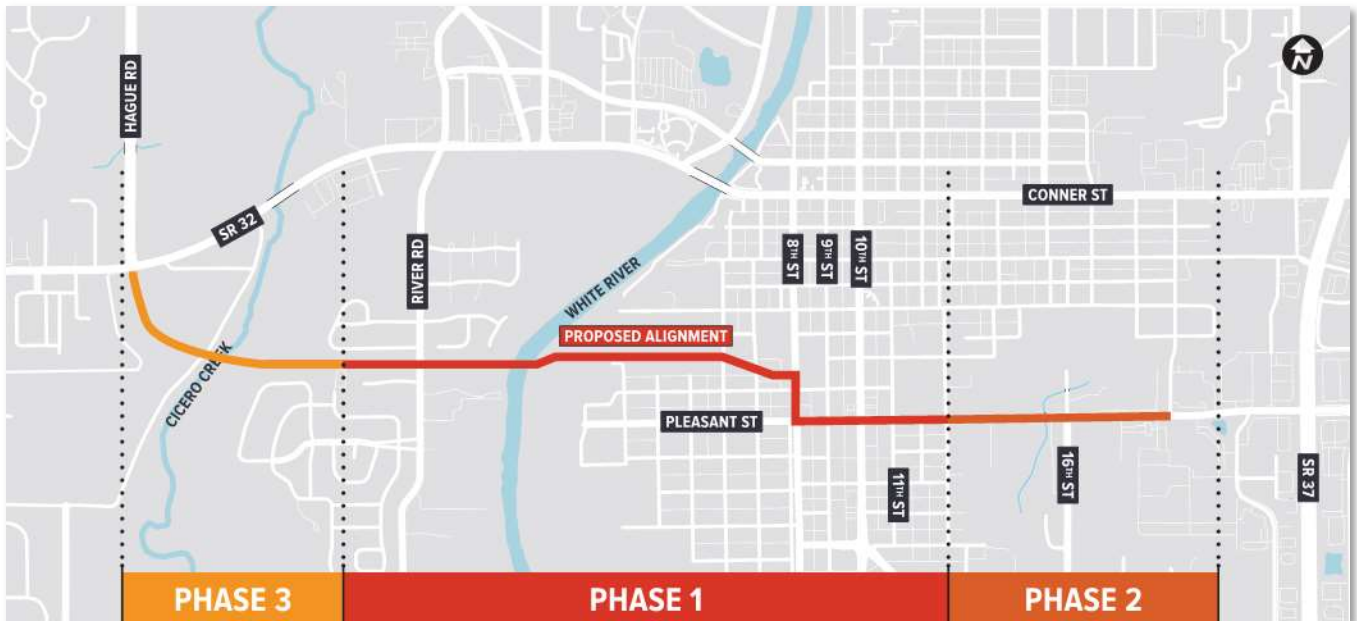 N
HAGUE RD
SR 32
RIVER RD
WHITE RIVER
CONNER ST
8TH ST
9TH ST
10TH ST
PROPOSED ALIGNMENT
CICERO CREEK
PLEASANT ST
11TH ST
16TH ST
SR 37
PHASE 3
PHASE 1
PHASE 2